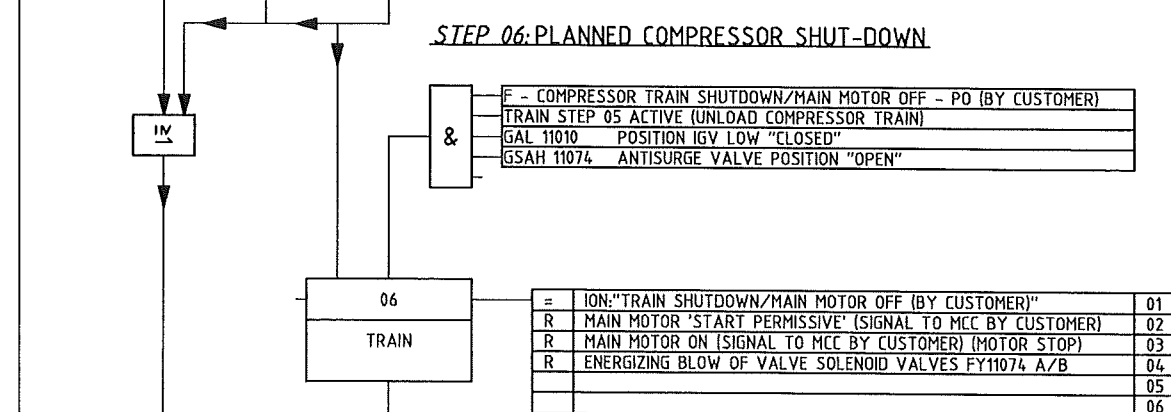 STEP 06: PLANNED COMPRESSOR SHUT-DOWN
F - COMPRESSOR TRAIN SHUTDOWN/MAIN MOTOR OFF - PO (BY CUSTOMER)
TRAIN STEP 05 ACTIVE (UNLOAD COMPRESSOR TRAIN)
& GAL 11010 POSITION IGV LOW "CLOSED"
GSAH 11074 ANTISURGE VALVE POSITION "OPEN"
≥1
06
TRAIN
= ION:"TRAIN SHUTDOWN/MAIN MOTOR OFF (BY CUSTOMER)" 01
R MAIN MOTOR 'START PERMISSIVE' (SIGNAL TO MCC BY CUSTOMER) 02
R MAIN MOTOR ON (SIGNAL TO MCC BY CUSTOMER) (MOTOR STOP) 03
R ENERGIZING BLOW OF VALVE SOLENOID VALVES FY11074 A/B 04
05
06